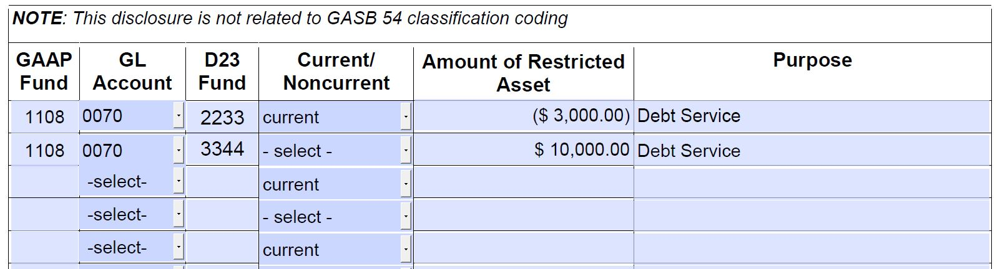 NOTE: This disclosure is not related to GASB 54 classification coding
GAAP Fund GL Account D23 Fund Current/ Noncurrent Amount of Restricted Asset Purpose
1108 0070 2233 current ($ 3,000.00) Debt Service
1108 0070 3344 - select - $ 10,000.00 Debt Service
-select- current
-select- - select -
-select- current